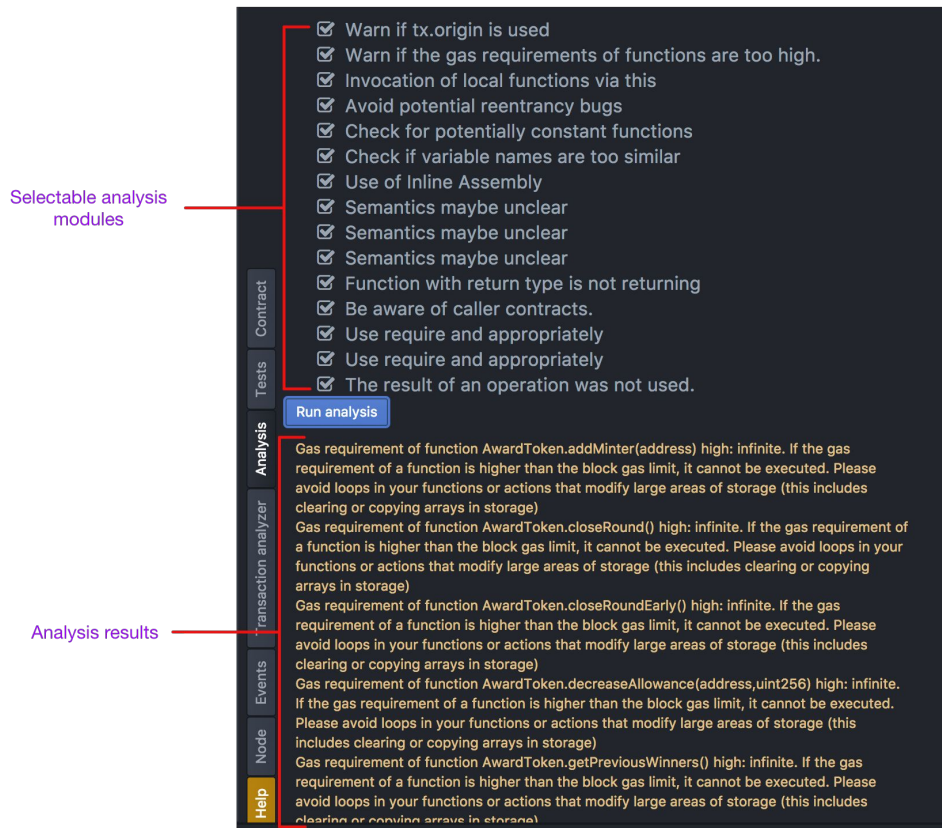 Warn if tx.origin is used
Warn if the gas requirements of functions are too high.
Invocation of local functions via this
Avoid potential reentrancy bugs
Check for potentially constant functions
Check if variable names are too similar
Use of Inline Assembly
Semantics maybe unclear
Semantics maybe unclear
Semantics maybe unclear
Function with return type is not returning
Be aware of caller contracts.
Use require and appropriately
Use require and appropriately
The result of an operation was not used.
Selectable analysis
modules
Run analysis
Gas requirement of function AwardToken.addMinter(address) high: infinite. If the gas
requirement of a function is higher than the block gas limit, it cannot be executed. Please
avoid loops in your functions or actions that modify large areas of storage (this includes
clearing or copying arrays in storage)
Gas requirement of function AwardToken.closeRound() high: infinite. If the gas requirement of
a function is higher than the block gas limit, it cannot be executed. Please avoid loops in your
functions or actions that modify large areas of storage (this includes clearing or copying
arrays in storage)
Gas requirement of function AwardToken.closeRoundEarly() high: infinite. If the gas
requirement of a function is higher than the block gas limit, it cannot be executed. Please
avoid loops in your functions or actions that modify large areas of storage (this includes
clearing or copying arrays in storage)
Gas requirement of function AwardToken.decreaseAllowance(address,uint256) high: infinite.
If the gas requirement of a function is higher than the block gas limit, it cannot be executed.
Please avoid loops in your functions or actions that modify large areas of storage (this
includes clearing or copying arrays in storage)
Gas requirement of function AwardToken.getPreviousWinners() high: infinite. If the gas
requirement of a function is higher than the block gas limit, it cannot be executed. Please
avoid loops in your functions or actions that modify large areas of storage (this includes
clearing or copying arrays in storage)
Analysis results
Contract
Tests
Analysis
Transaction analyzer
Events
Node
Help